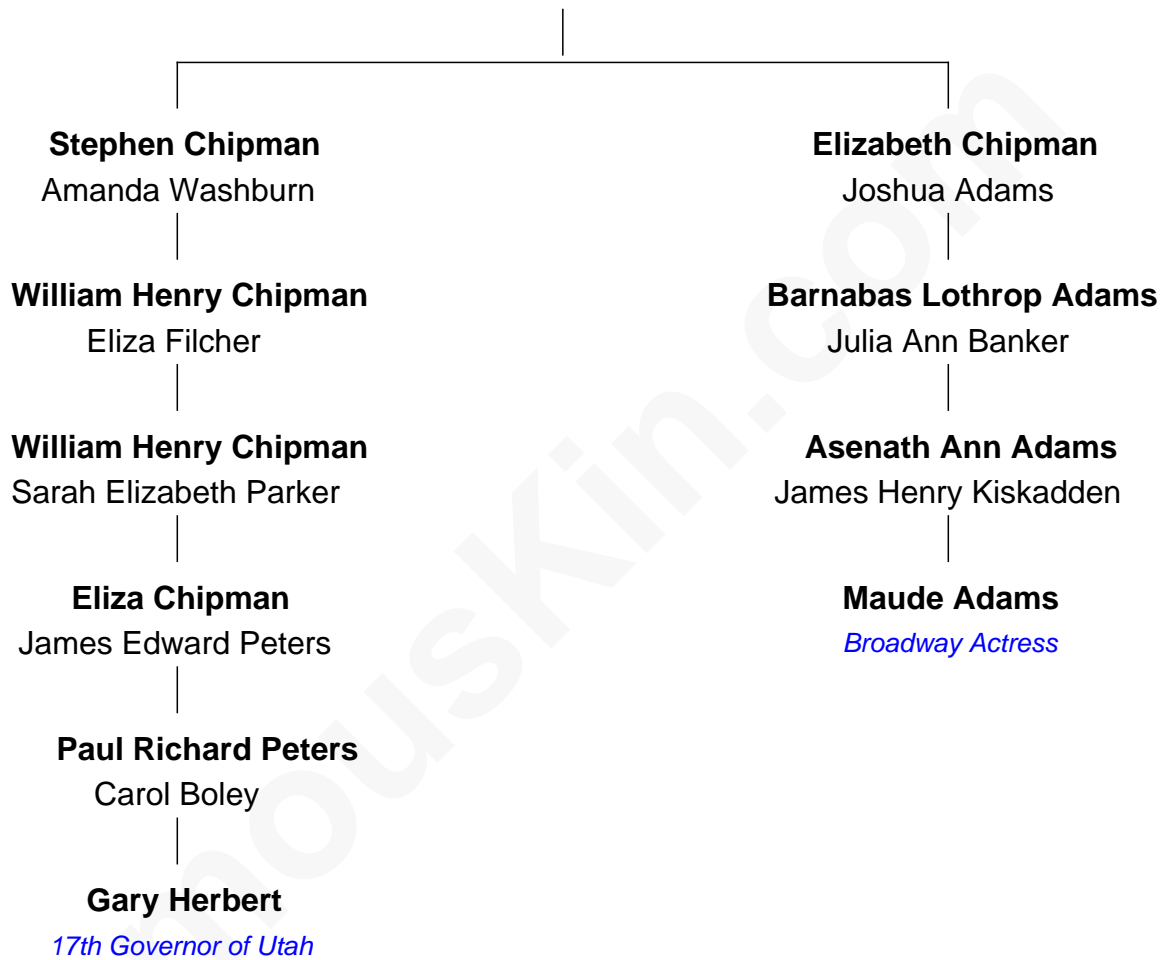 Stephen Chipman
Amanda Washburn
William Henry Chipman
Eliza Filcher
William Henry Chipman
Sarah Elizabeth Parker
Eliza Chipman
James Edward Peters
Paul Richard Peters
Carol Boley
Gary Herbert
17th Governor of Utah
Elizabeth Chipman
Joshua Adams
Barnabas Lothrop Adams
Julia Ann Banker
Asenath Ann Adams
James Henry Kiskadden
Maude Adams
Broadway Actress
mousKin.com